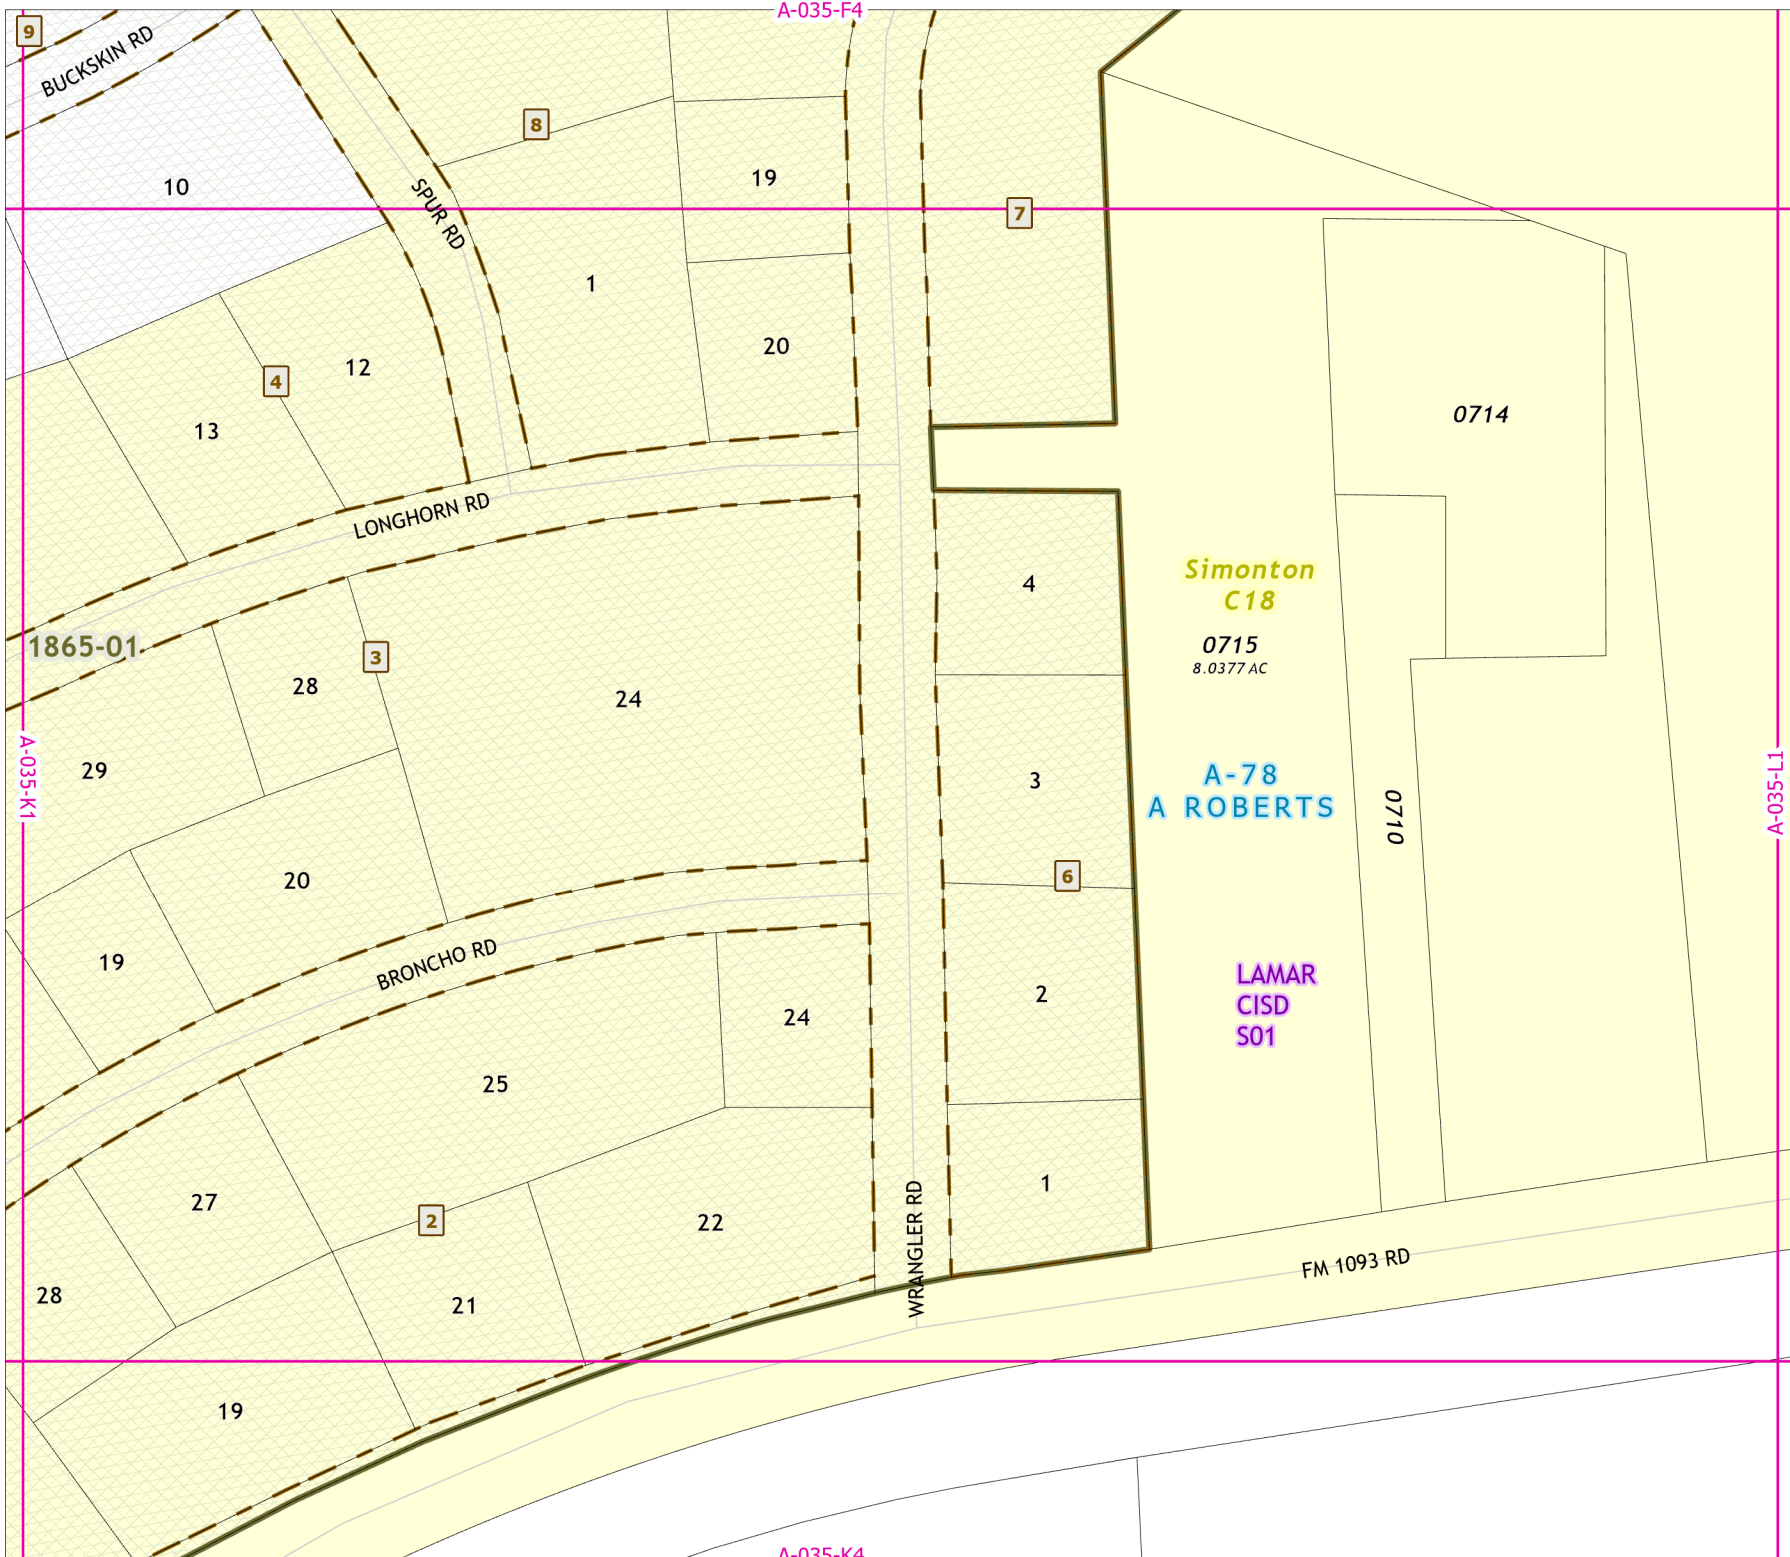 A-035-F4
9
BUCKSKIN RD
8
10
19
SPUR RD
7
1
20
12
4
13
0714
LONGHORN RD
Simonton
C18
4
1865-01
0715
8.0377 AC
3
28
24
29
A-035-K1
A-78
A ROBERTS
3
0710
A-035-L1
20
6
BRONCHO RD
19
LAMAR
CISD
S01
2
24
25
1
27
2
22
WRANGLER RD
FM 1093 RD
28
21
19
A-035-K4